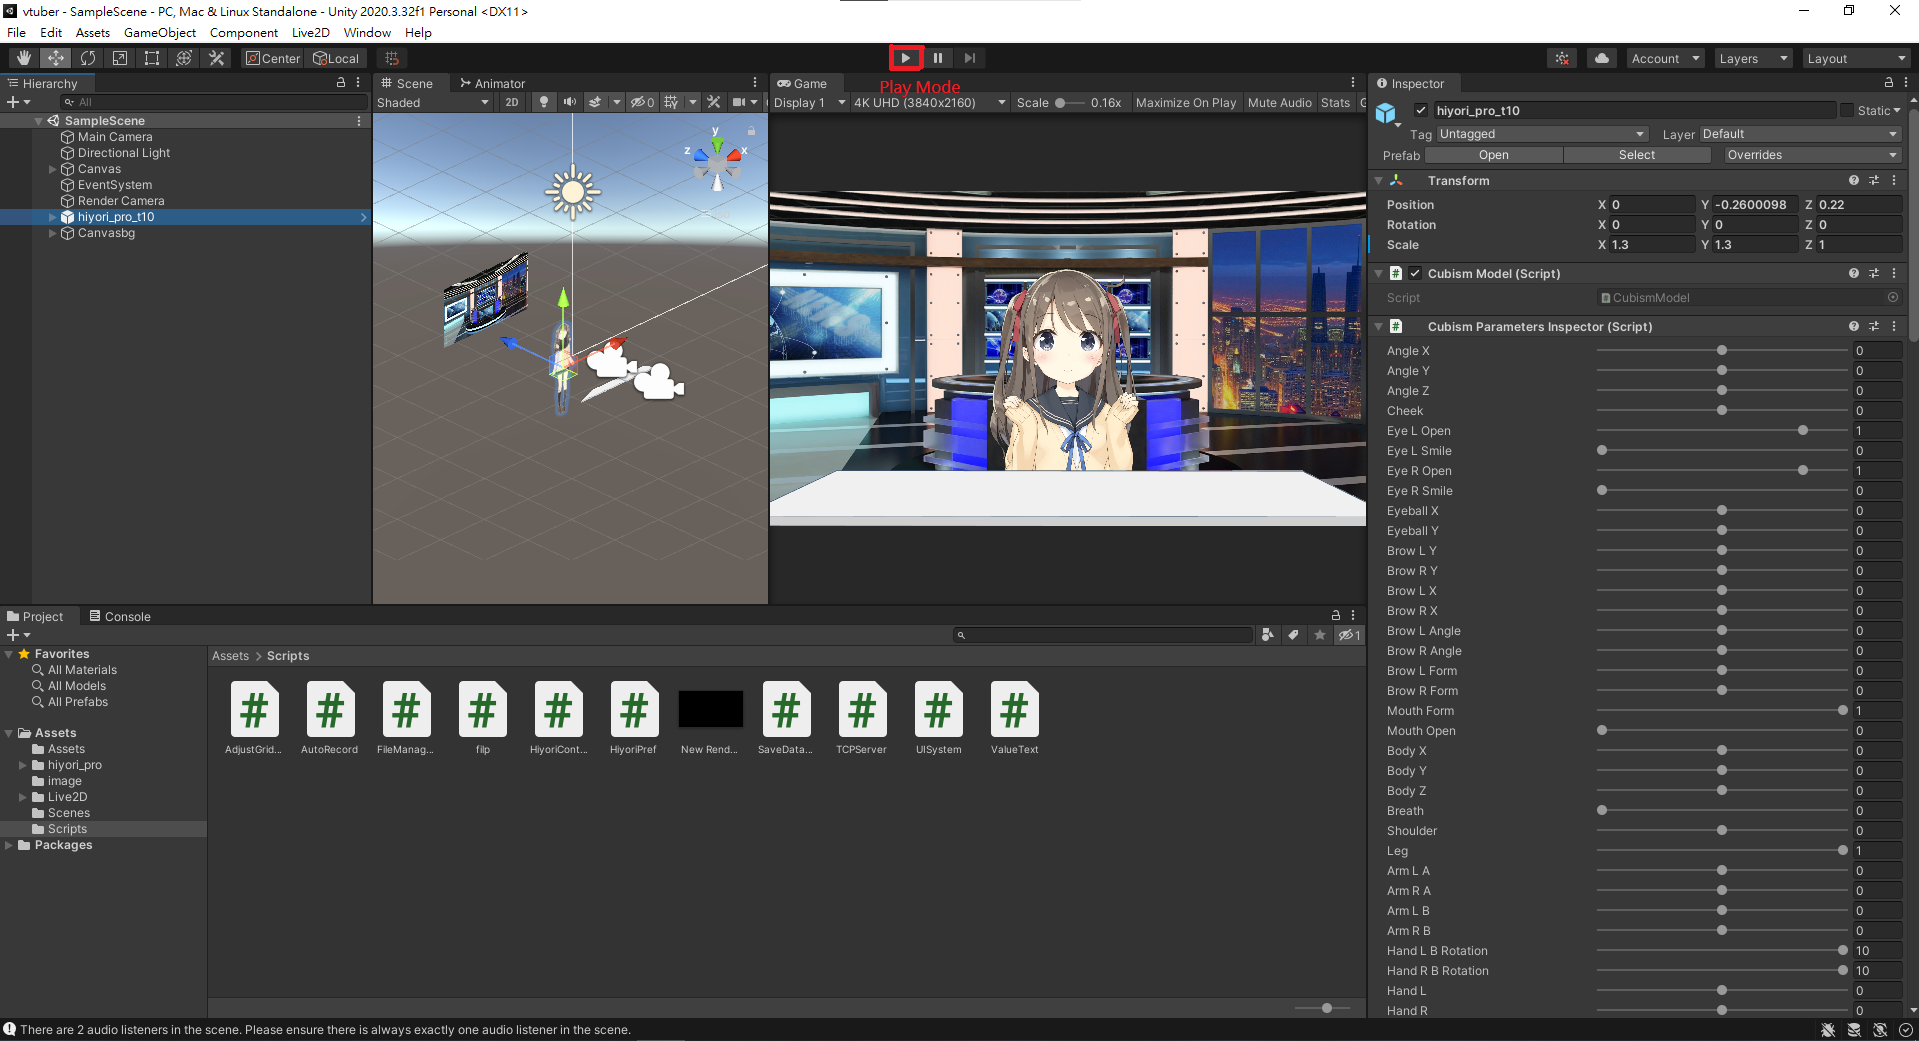 vtuber - SampleScene - PC, Mac & Linux Standalone - Unity 2020.3.32f1 Personal <DX11>
File Edit Assets GameObject Component Live2D Window Help
Center Local Account Layers Layout
Play Mode
Hierarchy
All
SampleScene
Main Camera
Directional Light
Canvas
EventSystem
Render Camera
hiyori_pro_t10
Canvasbg
Scene Animator
Shaded 2D 0
y
z x
Game
Display 1 4K UHD (3840x2160) Scale 0.16x Maximize On Play Mute Audio Stats G
Inspector
hiyori_pro_t10 Static
Tag Untagged Layer Default
Prefab Open Select Overrides
Transform
Position X 0 Y -0.2600098 Z 0.22
Rotation X 0 Y 0 Z 0
Scale X 1.3 Y 1.3 Z 1
# Cubism Model (Script)
Script CubismModel
# Cubism Parameters Inspector (Script)
Angle X 0
Angle Y 0
Angle Z 0
Cheek 0
Eye L Open 1
Eye L Smile 0
Eye R Open 1
Eye R Smile 0
Eyeball X 0
Eyeball Y 0
Brow L Y 0
Brow R Y 0
Brow L X 0
Brow R X 0
Brow L Angle 0
Brow R Angle 0
Brow L Form 0
Brow R Form 0
Mouth Form 1
Mouth Open 0
Body X 0
Body Y 0
Body Z 0
Breath 0
Shoulder 0
Leg 1
Arm L A 0
Arm R A 0
Arm L B 0
Arm R B 0
Hand L B Rotation 10
Hand R B Rotation 10
Hand L 0
Hand R 0
Project Console
1
Favorites
All Materials
All Models
All Prefabs
Assets
Assets
hiyori_pro
image
Live2D
Scenes
Scripts
Packages
Assets > Scripts
# # # # # # # # # #
AdjustGrid... AutoRecord FileManag... filp HiyoriCont... HiyoriPref New Rend... SaveData... TCPServer UISystem ValueText
There are 2 audio listeners in the scene. Please ensure there is always exactly one audio listener in the scene.